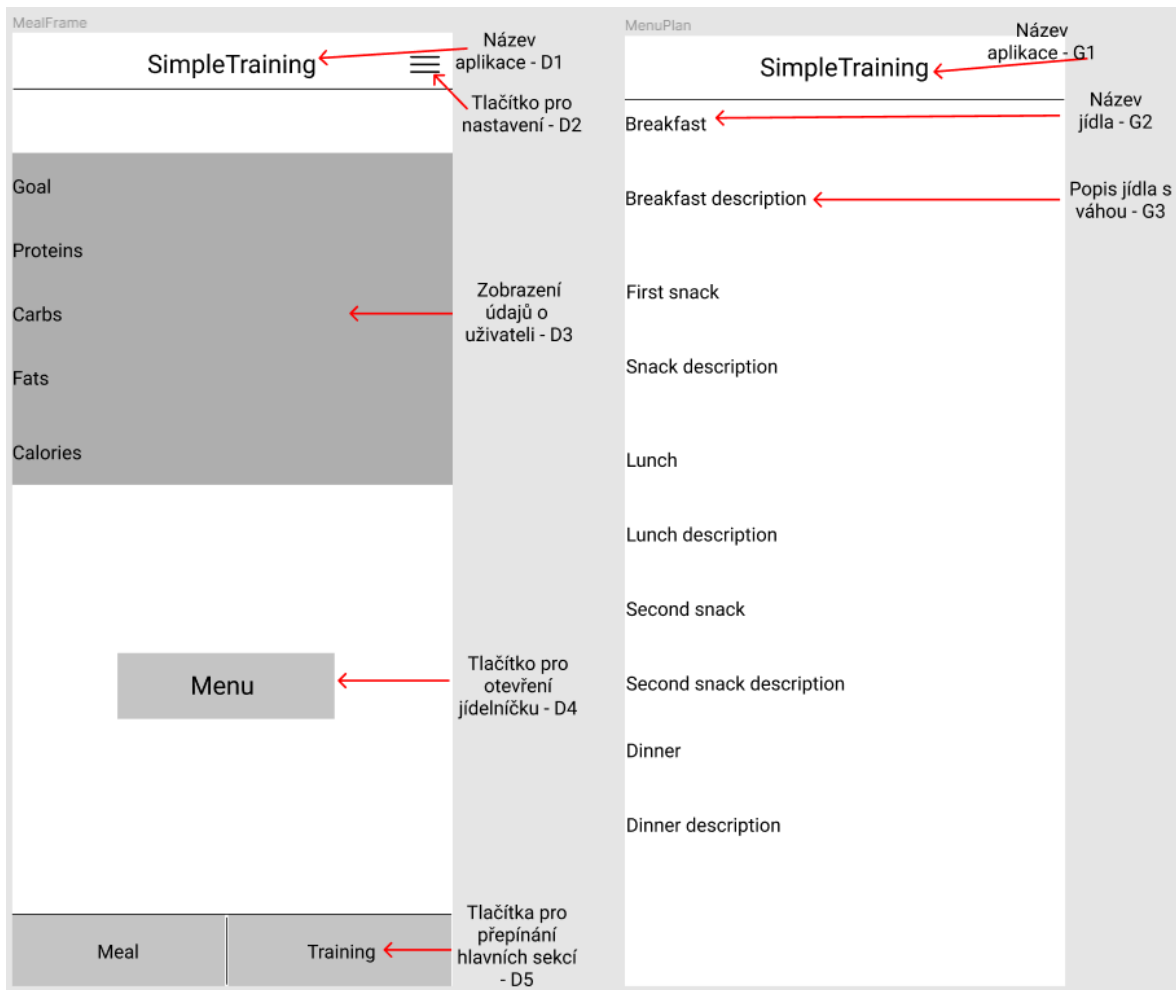 MealFrame
SimpleTraining
Název
aplikace - D1
Tlačítko pro
nastavení - D2
Goal
Proteins
Carbs
Fats
Calories
Zobrazení
údajů o
uživateli - D3
Menu
Tlačítko pro
otevření
jídelníčku - D4
Meal
Training
Tlačítka pro
přepínání
hlavních sekcí
- D5
MenuPlan
SimpleTraining
Název
aplikace - G1
Breakfast
Název
jídla - G2
Breakfast description
Popis jídla s
váhou - G3
First snack
Snack description
Lunch
Lunch description
Second snack
Second snack description
Dinner
Dinner description